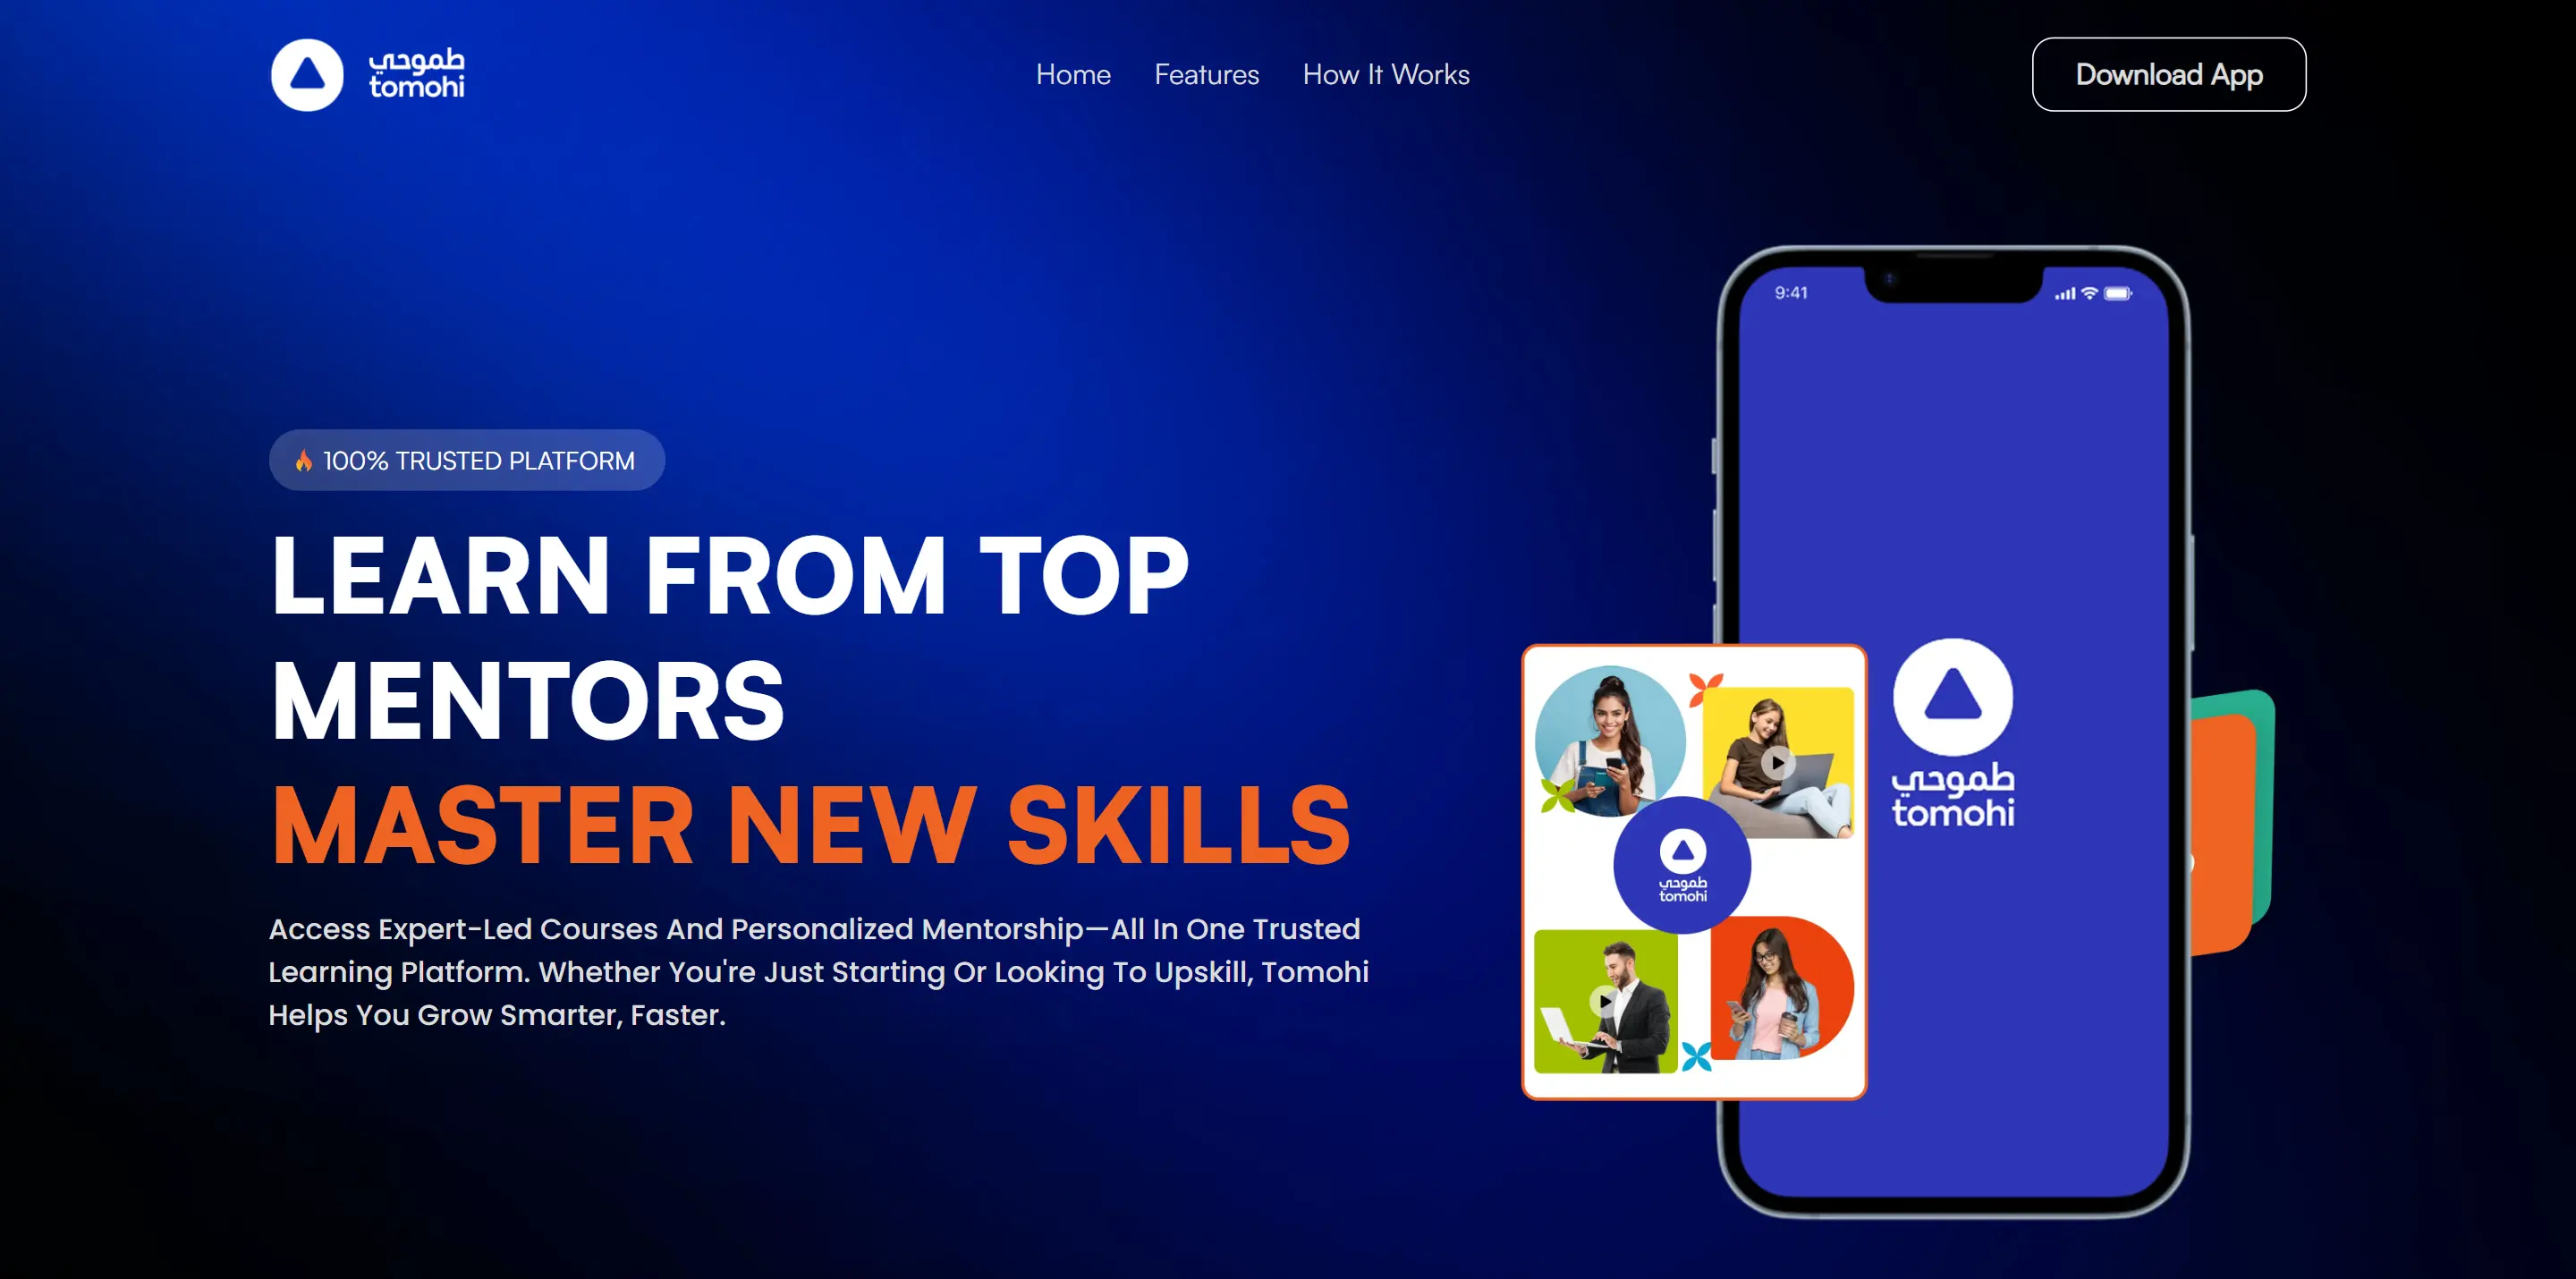 طموحي
tomohi
Home
Features
How It Works
Download App
100% TRUSTED PLATFORM
LEARN FROM TOP
MENTORS
MASTER NEW SKILLS
Access Expert-Led Courses And Personalized Mentorship—All In One Trusted
Learning Platform. Whether You're Just Starting Or Looking To Upskill, Tomohi
Helps You Grow Smarter, Faster.
9:41
طموحي
tomohi
طموحي
tomohi